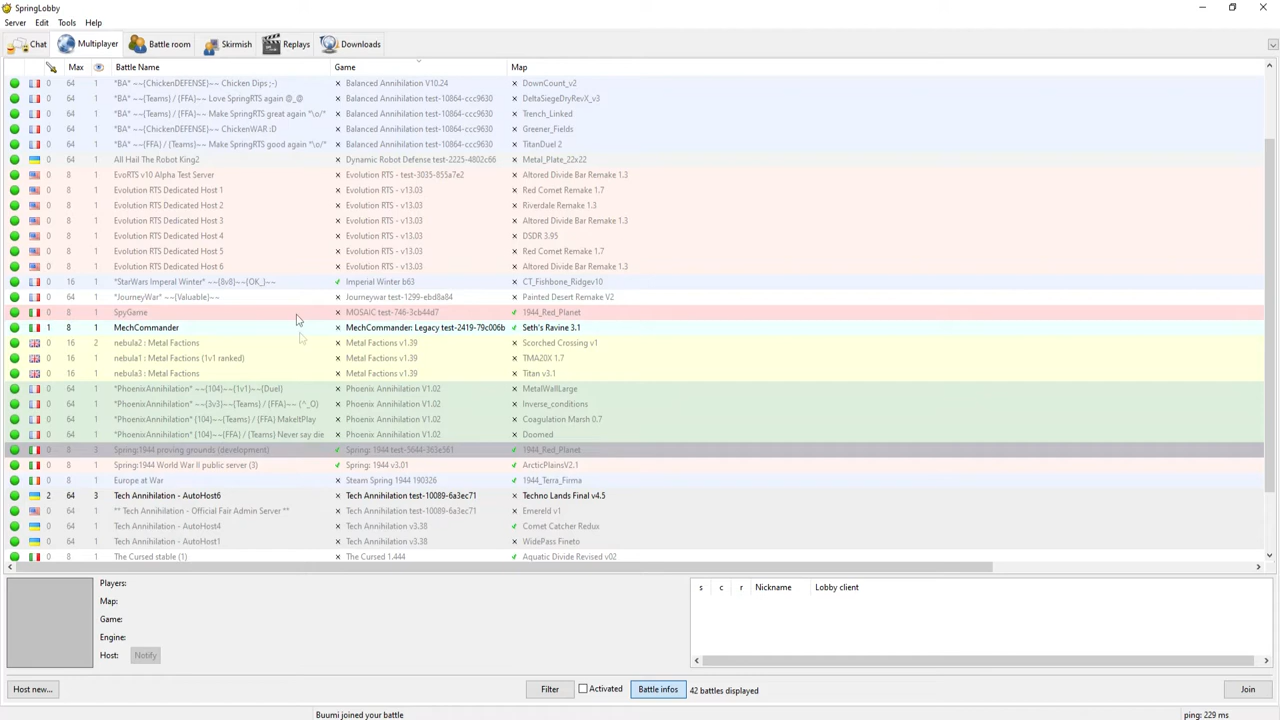 SpringLobby
Server Edit Tools Help
Chat Multiplayer Battle room Skirmish Replays Downloads
Max Battle Name Game Map
0 64 1 *BA* ~~{ChickenDEFENSE}~~ Chicken Dips ;-) Balanced Annihilation V10.24 DownCount_v2
0 64 1 *BA* ~~{Teams} / {FFA}~~ Love SpringRTS again @_@ Balanced Annihilation test-10864-ccc9630 DeltaSiegeDryRevX_v3
0 64 1 *BA* ~~{Teams} / {FFA}~~ Make SpringRTS great again *\o/* Balanced Annihilation test-10864-ccc9630 Trench_Linked
0 64 1 *BA* ~~{ChickenDEFENSE}~~ ChickenWAR :D Balanced Annihilation test-10864-ccc9630 Greener_Fields
0 64 1 *BA* ~~{FFA} / {Teams}~~ Make SpringRTS good again *\o/* Balanced Annihilation test-10864-ccc9630 TitanDuel 2
0 64 1 All Hail The Robot King2 Dynamic Robot Defense test-2225-4802c66 Metal_Plate_22x22
0 8 1 EvoRTS v10 Alpha Test Server Evolution RTS - test-3035-855a7e2 Altored Divide Bar Remake 1.3
0 8 1 Evolution RTS Dedicated Host 1 Evolution RTS - v13.03 Red Comet Remake 1.7
0 8 1 Evolution RTS Dedicated Host 2 Evolution RTS - v13.03 Riverdale Remake 1.3
0 8 1 Evolution RTS Dedicated Host 3 Evolution RTS - v13.03 Altored Divide Bar Remake 1.3
0 8 1 Evolution RTS Dedicated Host 4 Evolution RTS - v13.03 DSDR 3.95
0 8 1 Evolution RTS Dedicated Host 5 Evolution RTS - v13.03 Red Comet Remake 1.7
0 8 1 Evolution RTS Dedicated Host 6 Evolution RTS - v13.03 Altored Divide Bar Remake 1.3
0 16 1 *StarWars Imperal Winter* ~~{8v8}~~{OK_]~~ Imperial Winter b63 CT_Fishbone_Ridgev10
0 64 1 *JourneyWar* ~~{Valuable}~~ Journeywar test-1299-ebd8a84 Painted Desert Remake V2
0 8 1 SpyGame MOSAIC test-746-3cb44d7 1944_Red_Planet
1 8 1 MechCommander MechCommander: Legacy test-2419-79c006b Seth's Ravine 3.1
0 16 2 nebula2 : Metal Factions Metal Factions v1.39 Scorched Crossing v1
0 16 1 nebula1 : Metal Factions (1v1 ranked) Metal Factions v1.39 TMA20X 1.7
0 16 1 nebula3 : Metal Factions Metal Factions v1.39 Titan v3.1
0 64 1 *PhoenixAnnihilation* ~~{104}~~{1v1}~~{Duel} Phoenix Annihilation V1.02 MetalWallLarge
0 64 1 *PhoenixAnnihilation* ~~{3v3}~~{Teams} / {FFA}~~ (^_O) Phoenix Annihilation V1.02 Inverse_conditions
0 64 1 *PhoenixAnnihilation* {104}~~{Teams} / {FFA} MakeItPlay Phoenix Annihilation V1.02 Coagulation Marsh 0.7
0 64 1 *PhoenixAnnihilation* {104}~~{FFA} / {Teams} Never say die Phoenix Annihilation V1.02 Doomed
0 8 3 Spring:1944 proving grounds (development) Spring: 1944 test-5644-363e561 1944_Red_Planet
0 8 1 Spring:1944 World War II public server (3) Spring: 1944 v3.01 ArcticPlainsV2.1
0 8 1 Europe at War Steam Spring 1944 190326 1944_Terra_Firma
2 64 3 Tech Annihilation - AutoHost6 Tech Annihilation test-10089-6a3ec71 Techno Lands Final v4.5
0 64 1 ** Tech Annihilation - Official Fair Admin Server ** Tech Annihilation test-10089-6a3ec71 Emereld v1
0 64 1 Tech Annihilation - AutoHost4 Tech Annihilation v3.38 Comet Catcher Redux
0 64 1 Tech Annihilation - AutoHost1 Tech Annihilation v3.38 WidePass Fineto
0 8 1 The Cursed stable (1) The Cursed 1.444 Aquatic Divide Revised v02
Players:
Map:
Game:
Engine:
Host: Notify
s c r Nickname Lobby client
Host new... Filter Activated Battle infos 42 battles displayed Join
Buumi joined your battle ping: 229 ms